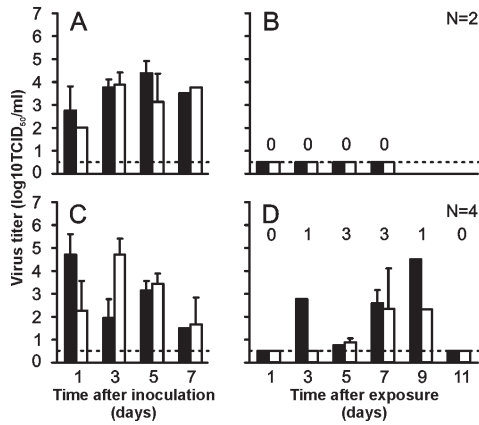 A
B
N=2
7
6
5
4
3
2
1
0
0 0 0 0
Virus titer (log10TCID50/ml)
C
D
N=4
7
6
5
4
3
2
1
0
0 1 3 3 1 0
1 3 5 7
1 3 5 7 9 11
Time after inoculation
(days)
Time after exposure
(days)